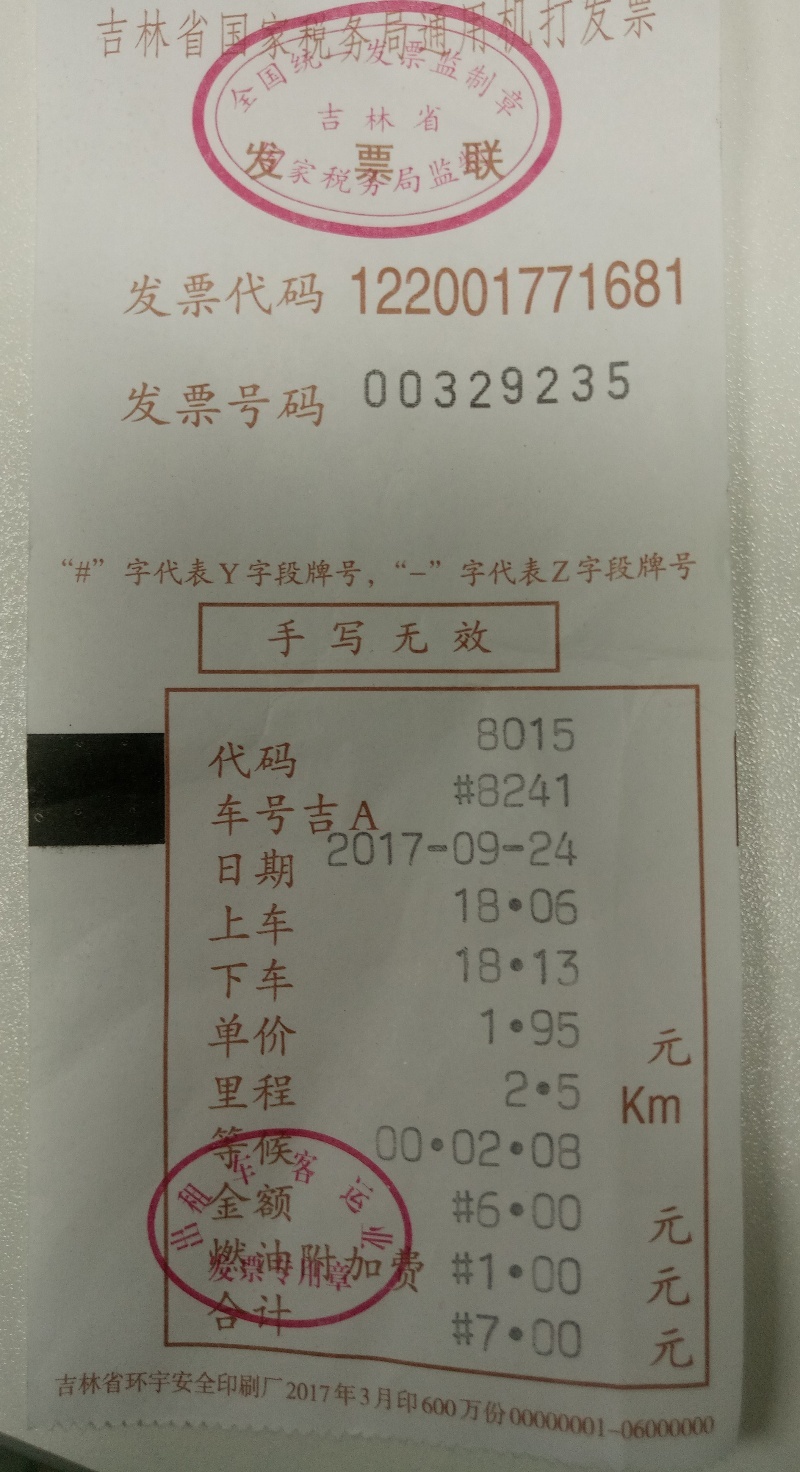 吉林省国家税务局通用机打发票
全国统一发票监制章
吉林省
发票联
国家税务局监制
发票代码 122001771681
发票号码 00329235
“#”字代表Y字段牌号，“-”字代表Z字段牌号
手写无效
代码 8015
车号吉A #8241
日期 2017-09-24
上车 18•06
下车 18•13
单价 1•95 元
里程 2•5 Km
等候 00•02•08
金额 #6•00 元
燃油附加费 #1•00 元
合计 #7•00 元
出租车客运业
发票专用章
吉林省环宇安全印刷厂2017年3月印600万份00000001-06000000